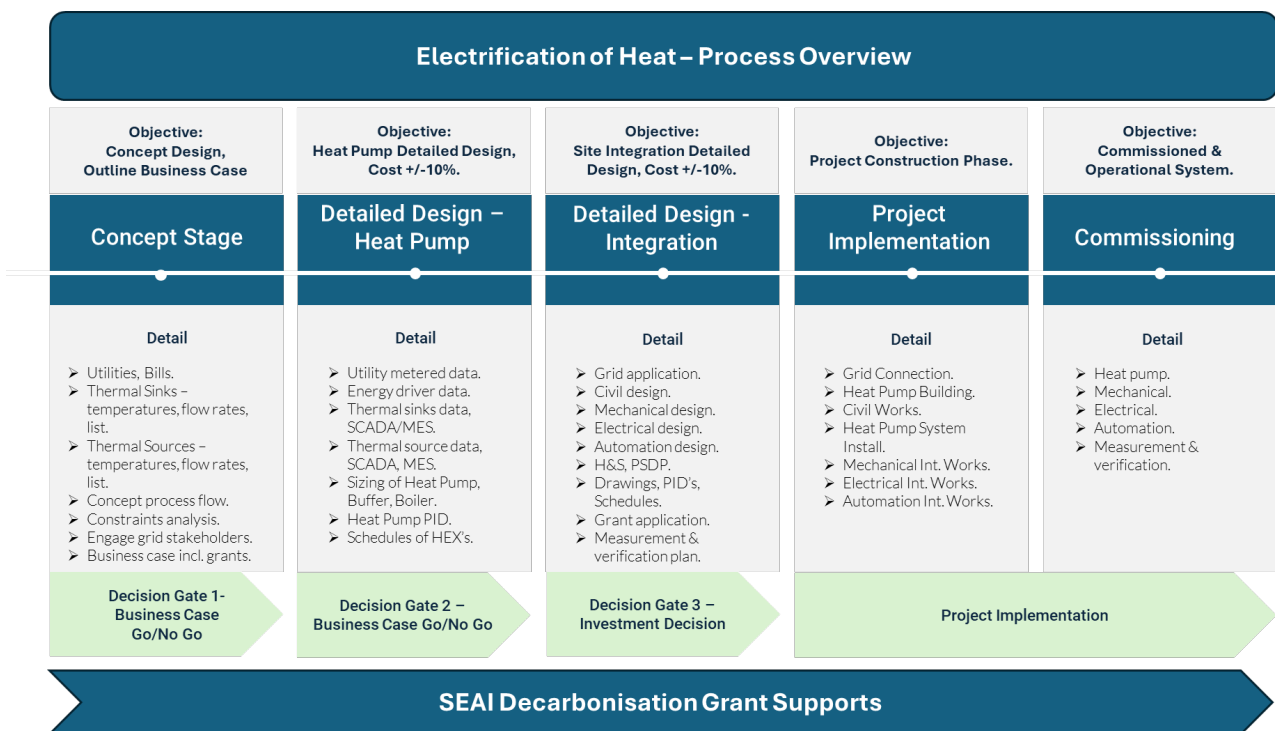 Electrification of Heat – Process Overview
Objective:
Concept Design,
Outline Business Case
Objective:
Heat Pump Detailed Design,
Cost +/-10%.
Objective:
Site Integration Detailed
Design, Cost +/-10%.
Objective:
Project Construction Phase.
Objective:
Commissioned &
Operational System.
Concept Stage
Detailed Design –
Heat Pump
Detailed Design -
Integration
Project
Implementation
Commissioning
Detail
➢ Utilities, Bills.
➢ Thermal Sinks –
temperatures, flow rates,
list.
➢ Thermal Sources –
temperatures, flow rates,
list.
➢ Concept process flow.
➢ Constraints analysis.
➢ Engage grid stakeholders.
➢ Business case incl. grants.
Detail
➢ Utility metered data.
➢ Energy driver data.
➢ Thermal sinks data,
SCADA/MES.
➢ Thermal source data,
SCADA, MES.
➢ Sizing of Heat Pump,
Buffer, Boiler.
➢ Heat Pump PID.
➢ Schedules of HEX's.
Detail
➢ Grid application.
➢ Civil design.
➢ Mechanical design.
➢ Electrical design.
➢ Automation design.
➢ H&S, PSDP.
➢ Drawings, PID's,
Schedules.
➢ Grant application.
➢ Measurement &
verification plan.
Detail
➢ Grid Connection.
➢ Heat Pump Building.
➢ Civil Works.
➢ Heat Pump System
Install.
➢ Mechanical Int. Works.
➢ Electrical Int. Works.
➢ Automation Int. Works.
Detail
➢ Heat pump.
➢ Mechanical.
➢ Electrical.
➢ Automation.
➢ Measurement &
verification.
Decision Gate 1-
Business Case
Go/No Go
Decision Gate 2 –
Business Case Go/No Go
Decision Gate 3 –
Investment Decision
Project Implementation
SEAI Decarbonisation Grant Supports